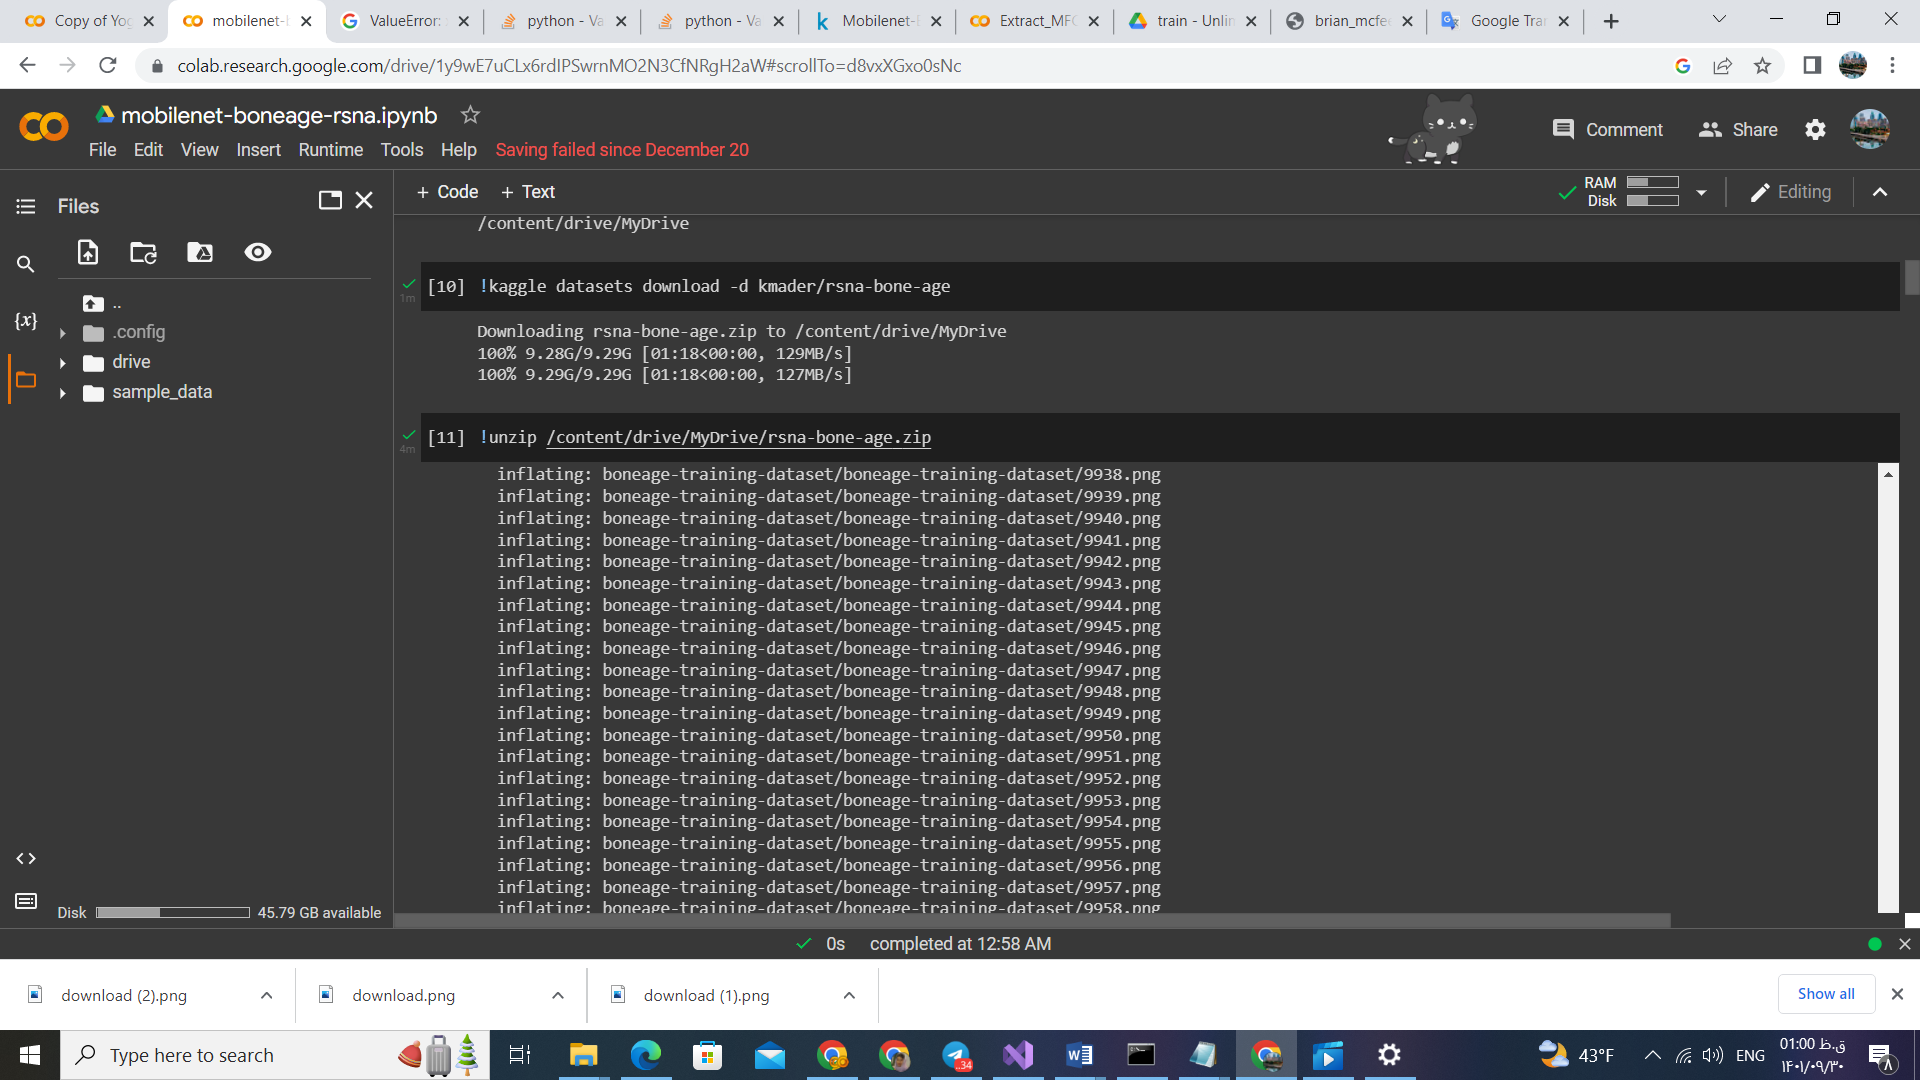 Copy of Yog
mobilenet-b
ValueError:
python - Va
python - Va
Mobilenet-
Extract_MFC
train - Unlin
brian_mcfee
Google Tran
colab.research.google.com/drive/1y9wE7uCLx6rdIPSwrnMO2N3CfNRgH2aW#scrollTo=d8vxXGxo0sNc
mobilenet-boneage-rsna.ipynb
Comment
Share
File Edit View Insert Runtime Tools Help Saving failed since December 20
Files
+ Code + Text
RAM
Disk
Editing
..
.config
drive
sample_data
Disk 45.79 GB available
/content/drive/MyDrive
1m
[10] !kaggle datasets download -d kmader/rsna-bone-age
Downloading rsna-bone-age.zip to /content/drive/MyDrive
100% 9.28G/9.29G [01:18<00:00, 129MB/s]
100% 9.29G/9.29G [01:18<00:00, 127MB/s]
4m
[11] !unzip /content/drive/MyDrive/rsna-bone-age.zip
inflating: boneage-training-dataset/boneage-training-dataset/9938.png
inflating: boneage-training-dataset/boneage-training-dataset/9939.png
inflating: boneage-training-dataset/boneage-training-dataset/9940.png
inflating: boneage-training-dataset/boneage-training-dataset/9941.png
inflating: boneage-training-dataset/boneage-training-dataset/9942.png
inflating: boneage-training-dataset/boneage-training-dataset/9943.png
inflating: boneage-training-dataset/boneage-training-dataset/9944.png
inflating: boneage-training-dataset/boneage-training-dataset/9945.png
inflating: boneage-training-dataset/boneage-training-dataset/9946.png
inflating: boneage-training-dataset/boneage-training-dataset/9947.png
inflating: boneage-training-dataset/boneage-training-dataset/9948.png
inflating: boneage-training-dataset/boneage-training-dataset/9949.png
inflating: boneage-training-dataset/boneage-training-dataset/9950.png
inflating: boneage-training-dataset/boneage-training-dataset/9951.png
inflating: boneage-training-dataset/boneage-training-dataset/9952.png
inflating: boneage-training-dataset/boneage-training-dataset/9953.png
inflating: boneage-training-dataset/boneage-training-dataset/9954.png
inflating: boneage-training-dataset/boneage-training-dataset/9955.png
inflating: boneage-training-dataset/boneage-training-dataset/9956.png
inflating: boneage-training-dataset/boneage-training-dataset/9957.png
inflating: boneage-training-dataset/boneage-training-dataset/9958.png
0s completed at 12:58 AM
download (2).png
download.png
download (1).png
Show all
Type here to search
43°F
ENG
01:00 ق.ظ
۱۴۰۱/۰۹/۳۰